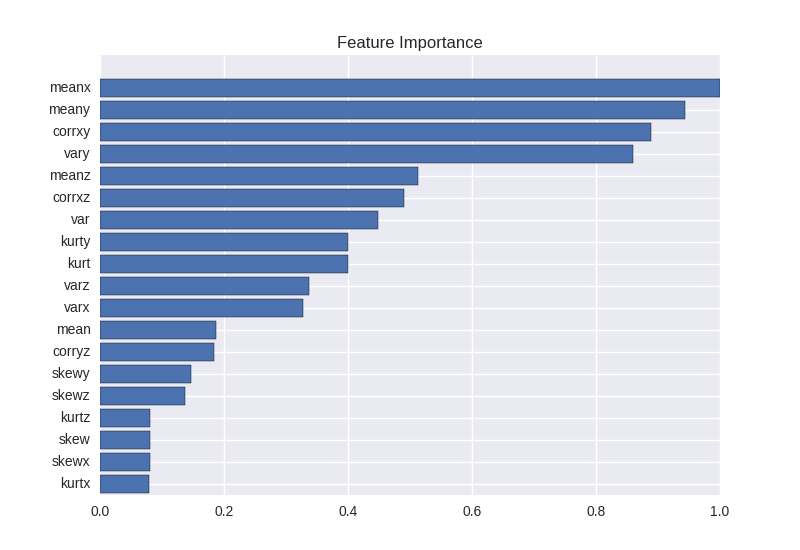 Feature Importance
meanx
meany
corrxy
vary
meanz
corrxz
var
kurty
kurt
varz
varx
mean
corryz
skewy
skewz
kurtz
skew
skewx
kurtx
0.0 0.2 0.4 0.6 0.8 1.0